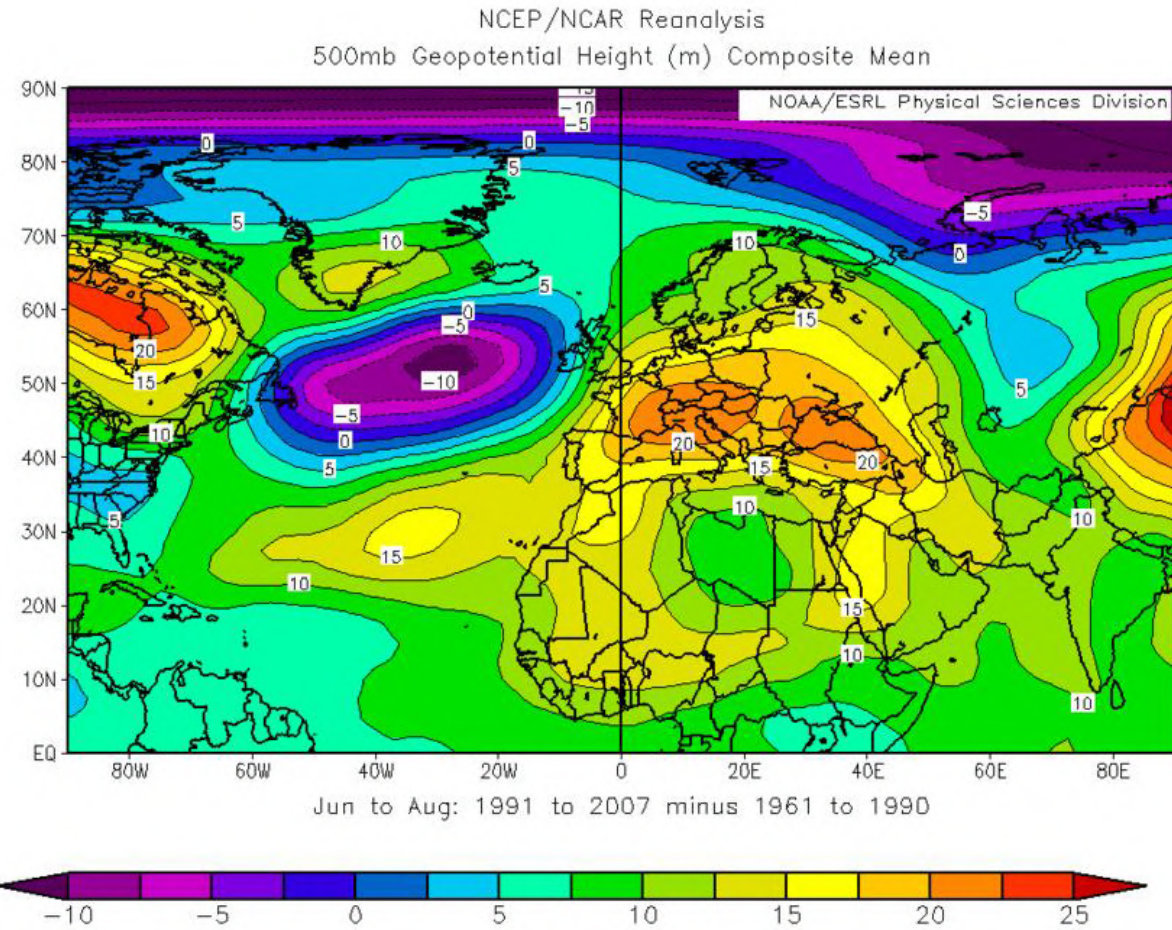 NCEP/NCAR Reanalysis
500mb Geopotential Height (m) Composite Mean
NOAA/ESRL Physical Sciences Division
90N
80N
70N
60N
50N
40N
30N
20N
10N
EQ
-10
-5
0
0
5
5
-5
10
10
0
5
0
-5
15
20
-10
15
5
-5
10
0
20
20
5
15
5
10
10
15
10
15
10
10
80W 60W 40W 20W 0 20E 40E 60E 80E
Jun to Aug: 1991 to 2007 minus 1961 to 1990
-10 -5 0 5 10 15 20 25